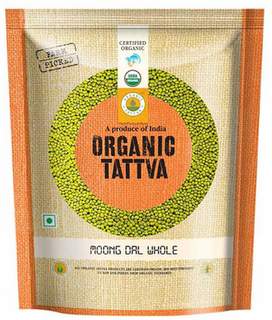 CERTIFIED
ORGANIC
FARM
PICKED
USDA
ORGANIC
A produce of India
ORGANIC
TATTVA
MOONG DAL WHOLE